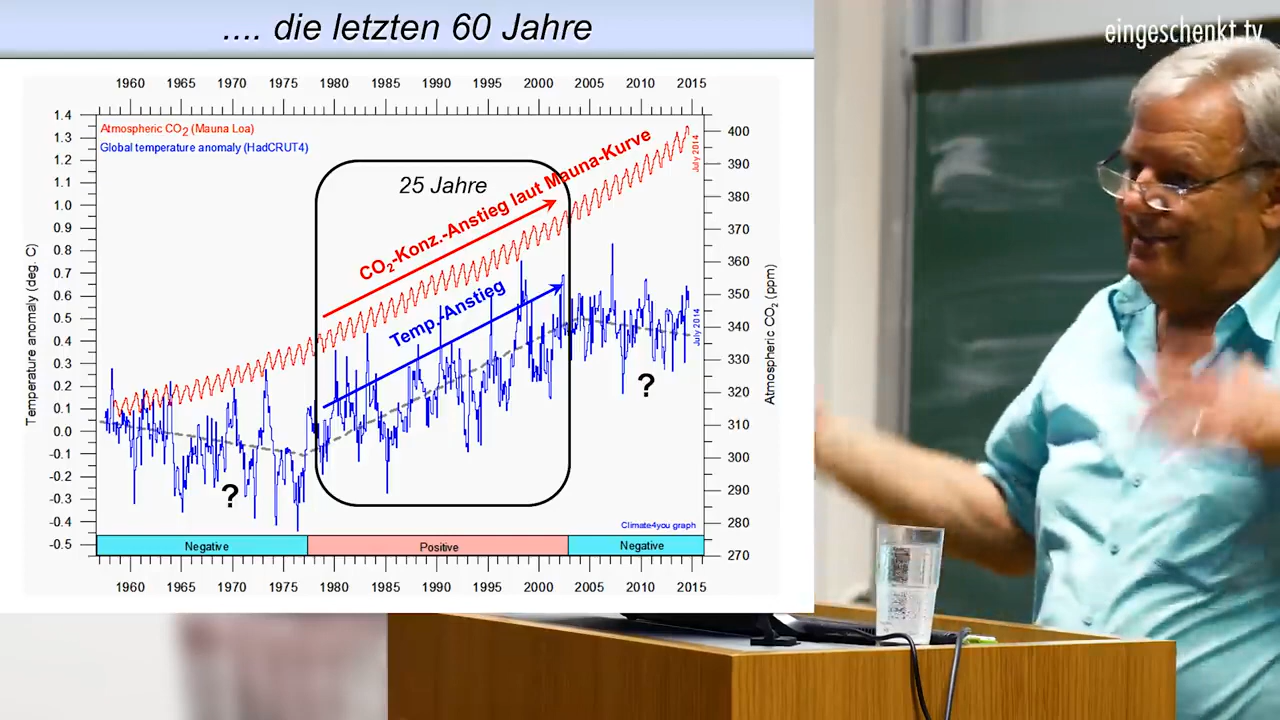 .... die letzten 60 Jahre
eingeschenkt.tv
1960 1965 1970 1975 1980 1985 1990 1995 2000 2005 2010 2015
Atmospheric CO2 (Mauna Loa)
Global temperature anomaly (HadCRUT4)
1.4
1.3
1.2
1.1
1.0
0.9
0.8
0.7
0.6
0.5
0.4
0.3
0.2
0.1
0.0
-0.1
-0.2
-0.3
-0.4
-0.5
Temperature anomaly (deg. C)
25 Jahre
CO2-Konz.-Anstieg laut Mauna-Kurve
Temp.-Anstieg
?
?
July 2014
July 2014
400
390
380
370
360
350
340
330
320
310
300
290
280
270
Atmospheric CO2 (ppm)
Climate4you graph
Negative Positive Negative
1960 1965 1970 1975 1980 1985 1990 1995 2000 2005 2010 2015